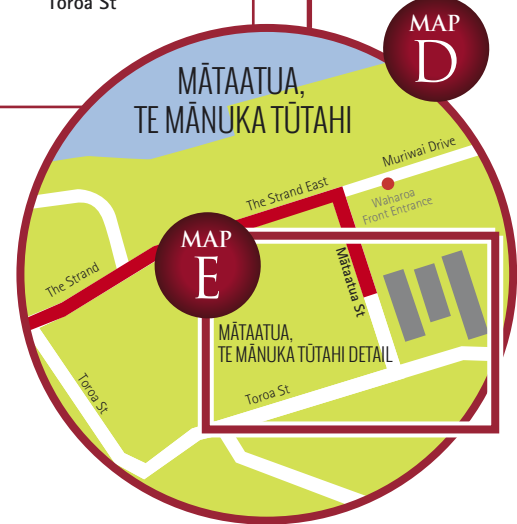 Toroa St
MAP
D
MĀTAATUA,
TE MĀNUKA TŪTAHI
Muriwai Drive
The Strand East
Waharoa
Front Entrance
MAP
E
The Strand
Mātaatua St
MĀTAATUA,
TE MĀNUKA TŪTAHI DETAIL
Toroa St
Toroa St